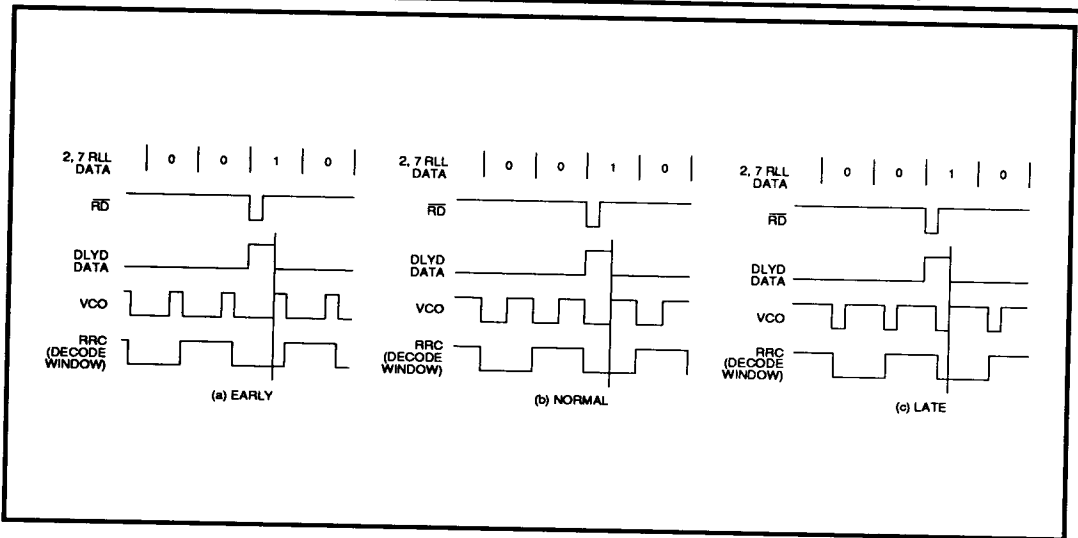 2, 7 RLL
DATA
0 0 1 0
RD
DLYD
DATA
VCO
RRC
(DECODE
WINDOW)
(a) EARLY
2, 7 RLL
DATA
0 0 1 0
RD
DLYD
DATA
VCO
RRC
(DECODE
WINDOW)
(b) NORMAL
2, 7 RLL
DATA
0 0 1 0
RD
DLYD
DATA
VCO
RRC
(DECODE
WINDOW)
(c) LATE